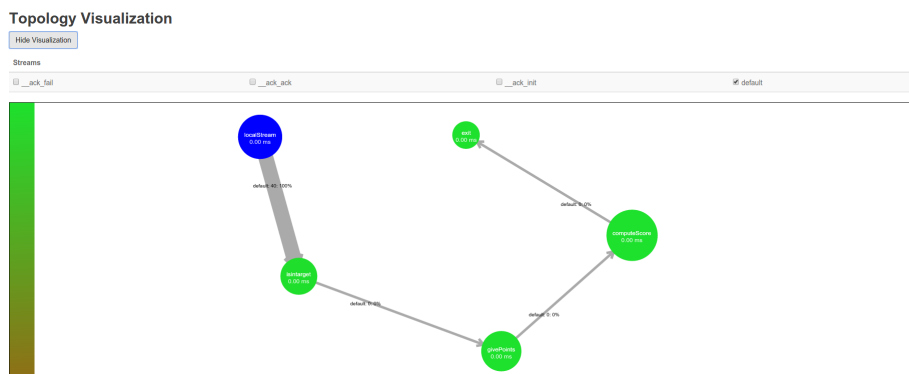 Topology Visualization
Hide Visualization
Streams
__ack_fail
__ack_ack
__ack_init
default
localStream
0.00 ms
exit
0.00 ms
default: 40: 100%
default: 0: 0%
computeScore
0.00 ms
isIntarget
0.00 ms
default: 0: 0%
default: 0: 0%
givePoints
0.00 ms